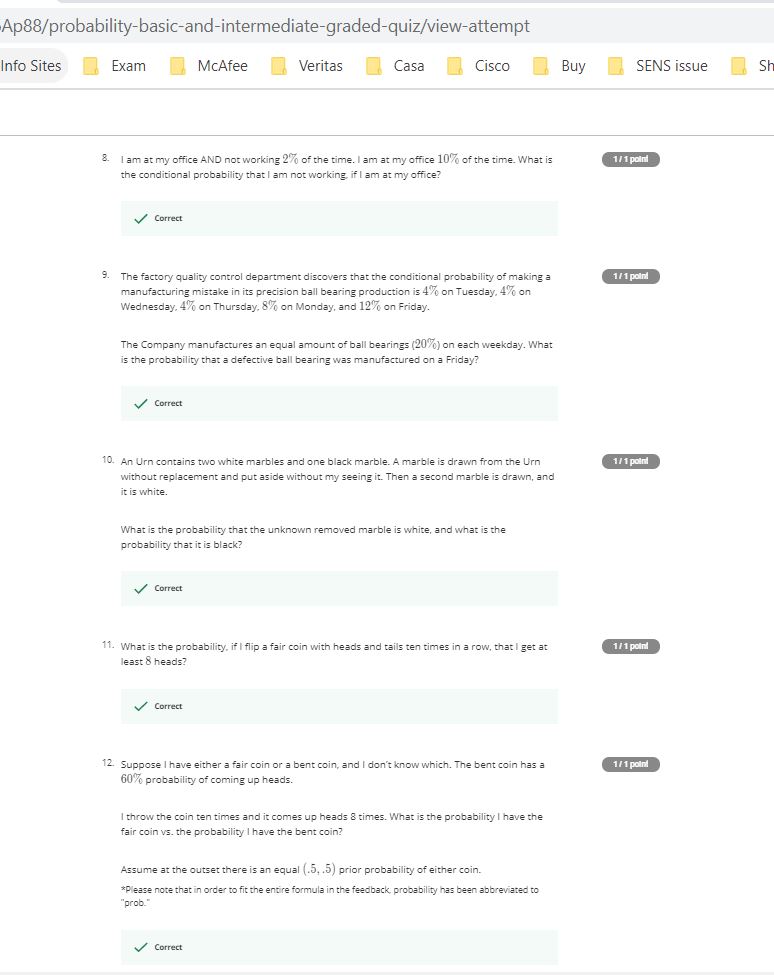 Ap88/probability-basic-and-intermediate-graded-quiz/view-attempt
Info Sites Exam McAfee Veritas Casa Cisco Buy SENS issue Sh
8. I am at my office AND not working 2% of the time. I am at my office 10% of the time. What is 1 / 1 point
the conditional probability that I am not working, if I am at my office?
Correct
9. The factory quality control department discovers that the conditional probability of making a 1 / 1 point
manufacturing mistake in its precision ball bearing production is 4% on Tuesday, 4% on
Wednesday, 4% on Thursday, 8% on Monday, and 12% on Friday.
The Company manufactures an equal amount of ball bearings (20%) on each weekday. What
is the probability that a defective ball bearing was manufactured on a Friday?
Correct
10. An Urn contains two white marbles and one black marble. A marble is drawn from the Urn 1 / 1 point
without replacement and put aside without my seeing it. Then a second marble is drawn, and
it is white.
What is the probability that the unknown removed marble is white, and what is the
probability that it is black?
Correct
11. What is the probability, if I flip a fair coin with heads and tails ten times in a row, that I get at 1 / 1 point
least 8 heads?
Correct
12. Suppose I have either a fair coin or a bent coin, and I don't know which. The bent coin has a 1 / 1 point
60% probability of coming up heads.
I throw the coin ten times and it comes up heads 8 times. What is the probability I have the
fair coin vs. the probability I have the bent coin?
Assume at the outset there is an equal (.5, .5) prior probability of either coin.
*Please note that in order to fit the entire formula in the feedback, probability has been abbreviated to
"prob."
Correct